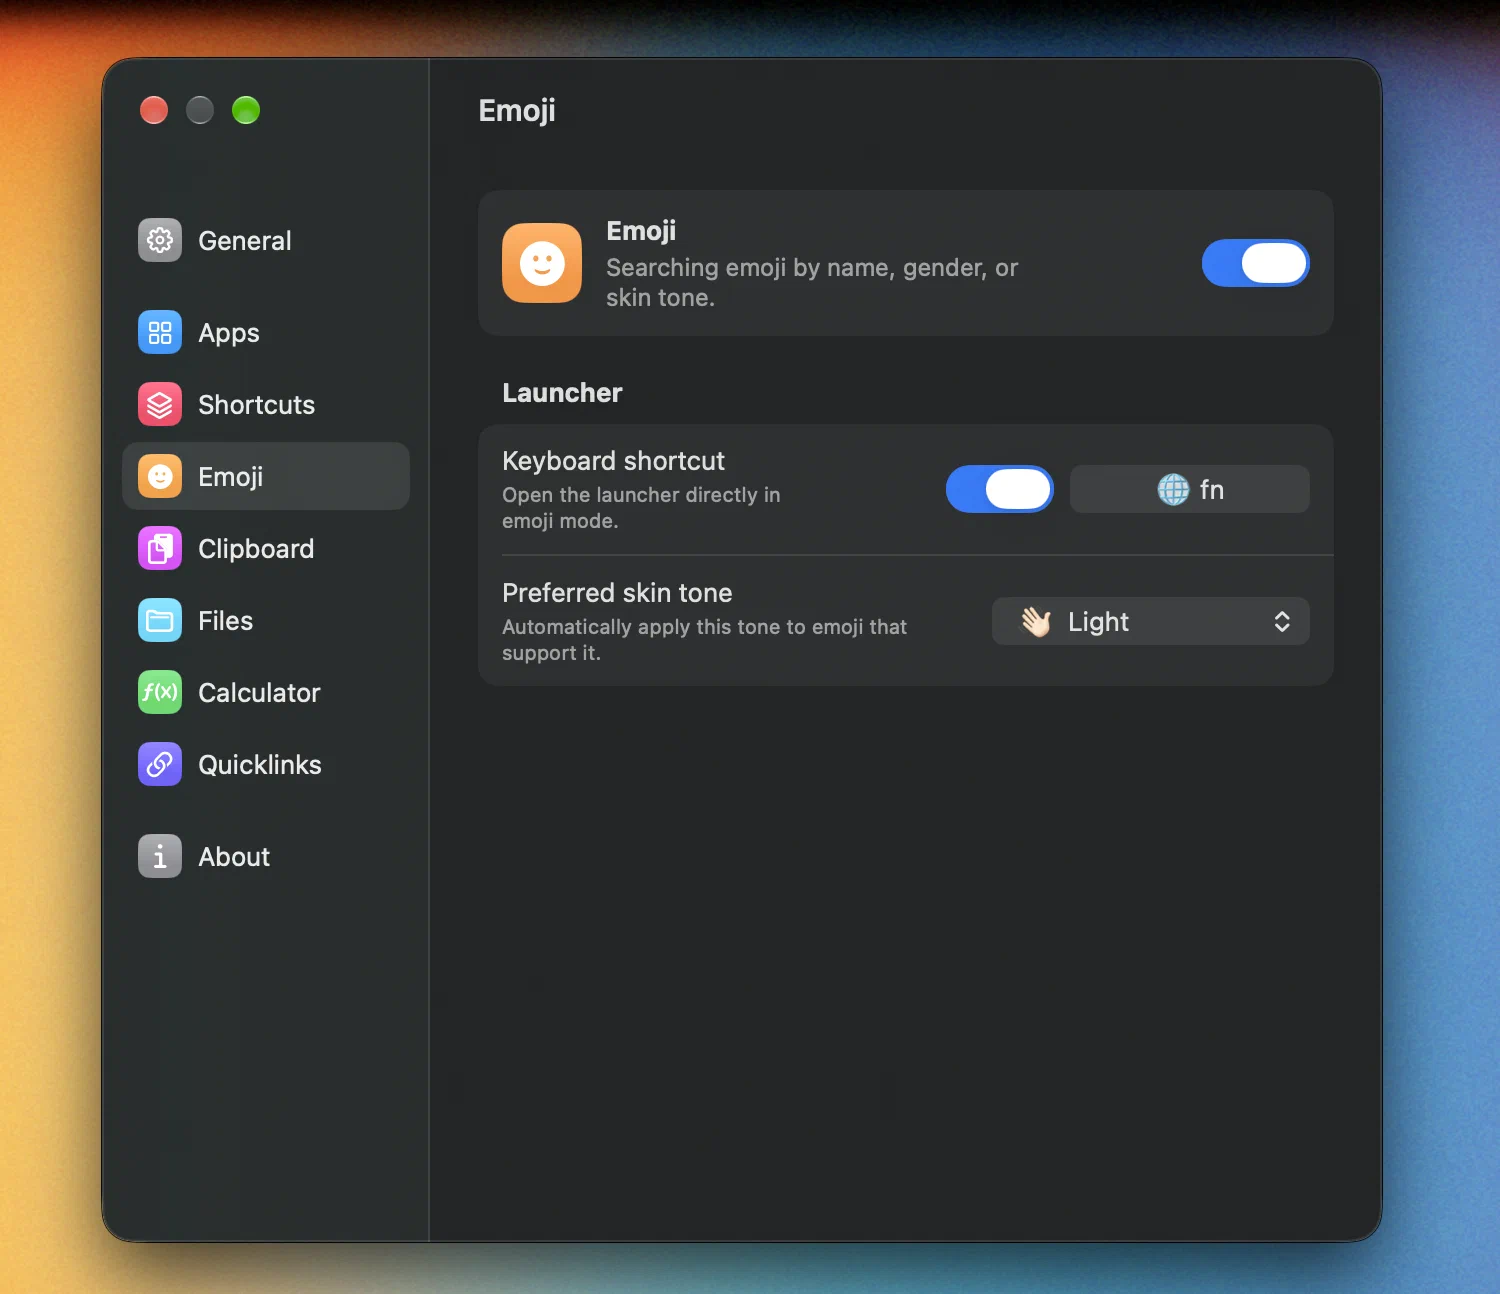 Emoji
General
Apps
Shortcuts
Emoji
Clipboard
Files
f(x) Calculator
Quicklinks
i About
Emoji
Searching emoji by name, gender, or
skin tone.
Launcher
Keyboard shortcut
Open the launcher directly in
emoji mode.
🌐 fn
Preferred skin tone
Automatically apply this tone to emoji that
support it.
👋🏻 Light